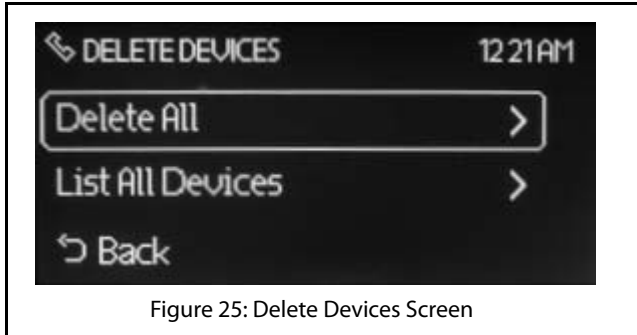 DELETE DEVICES 12 21 AM
Delete All
List All Devices
Back
Figure 25: Delete Devices Screen